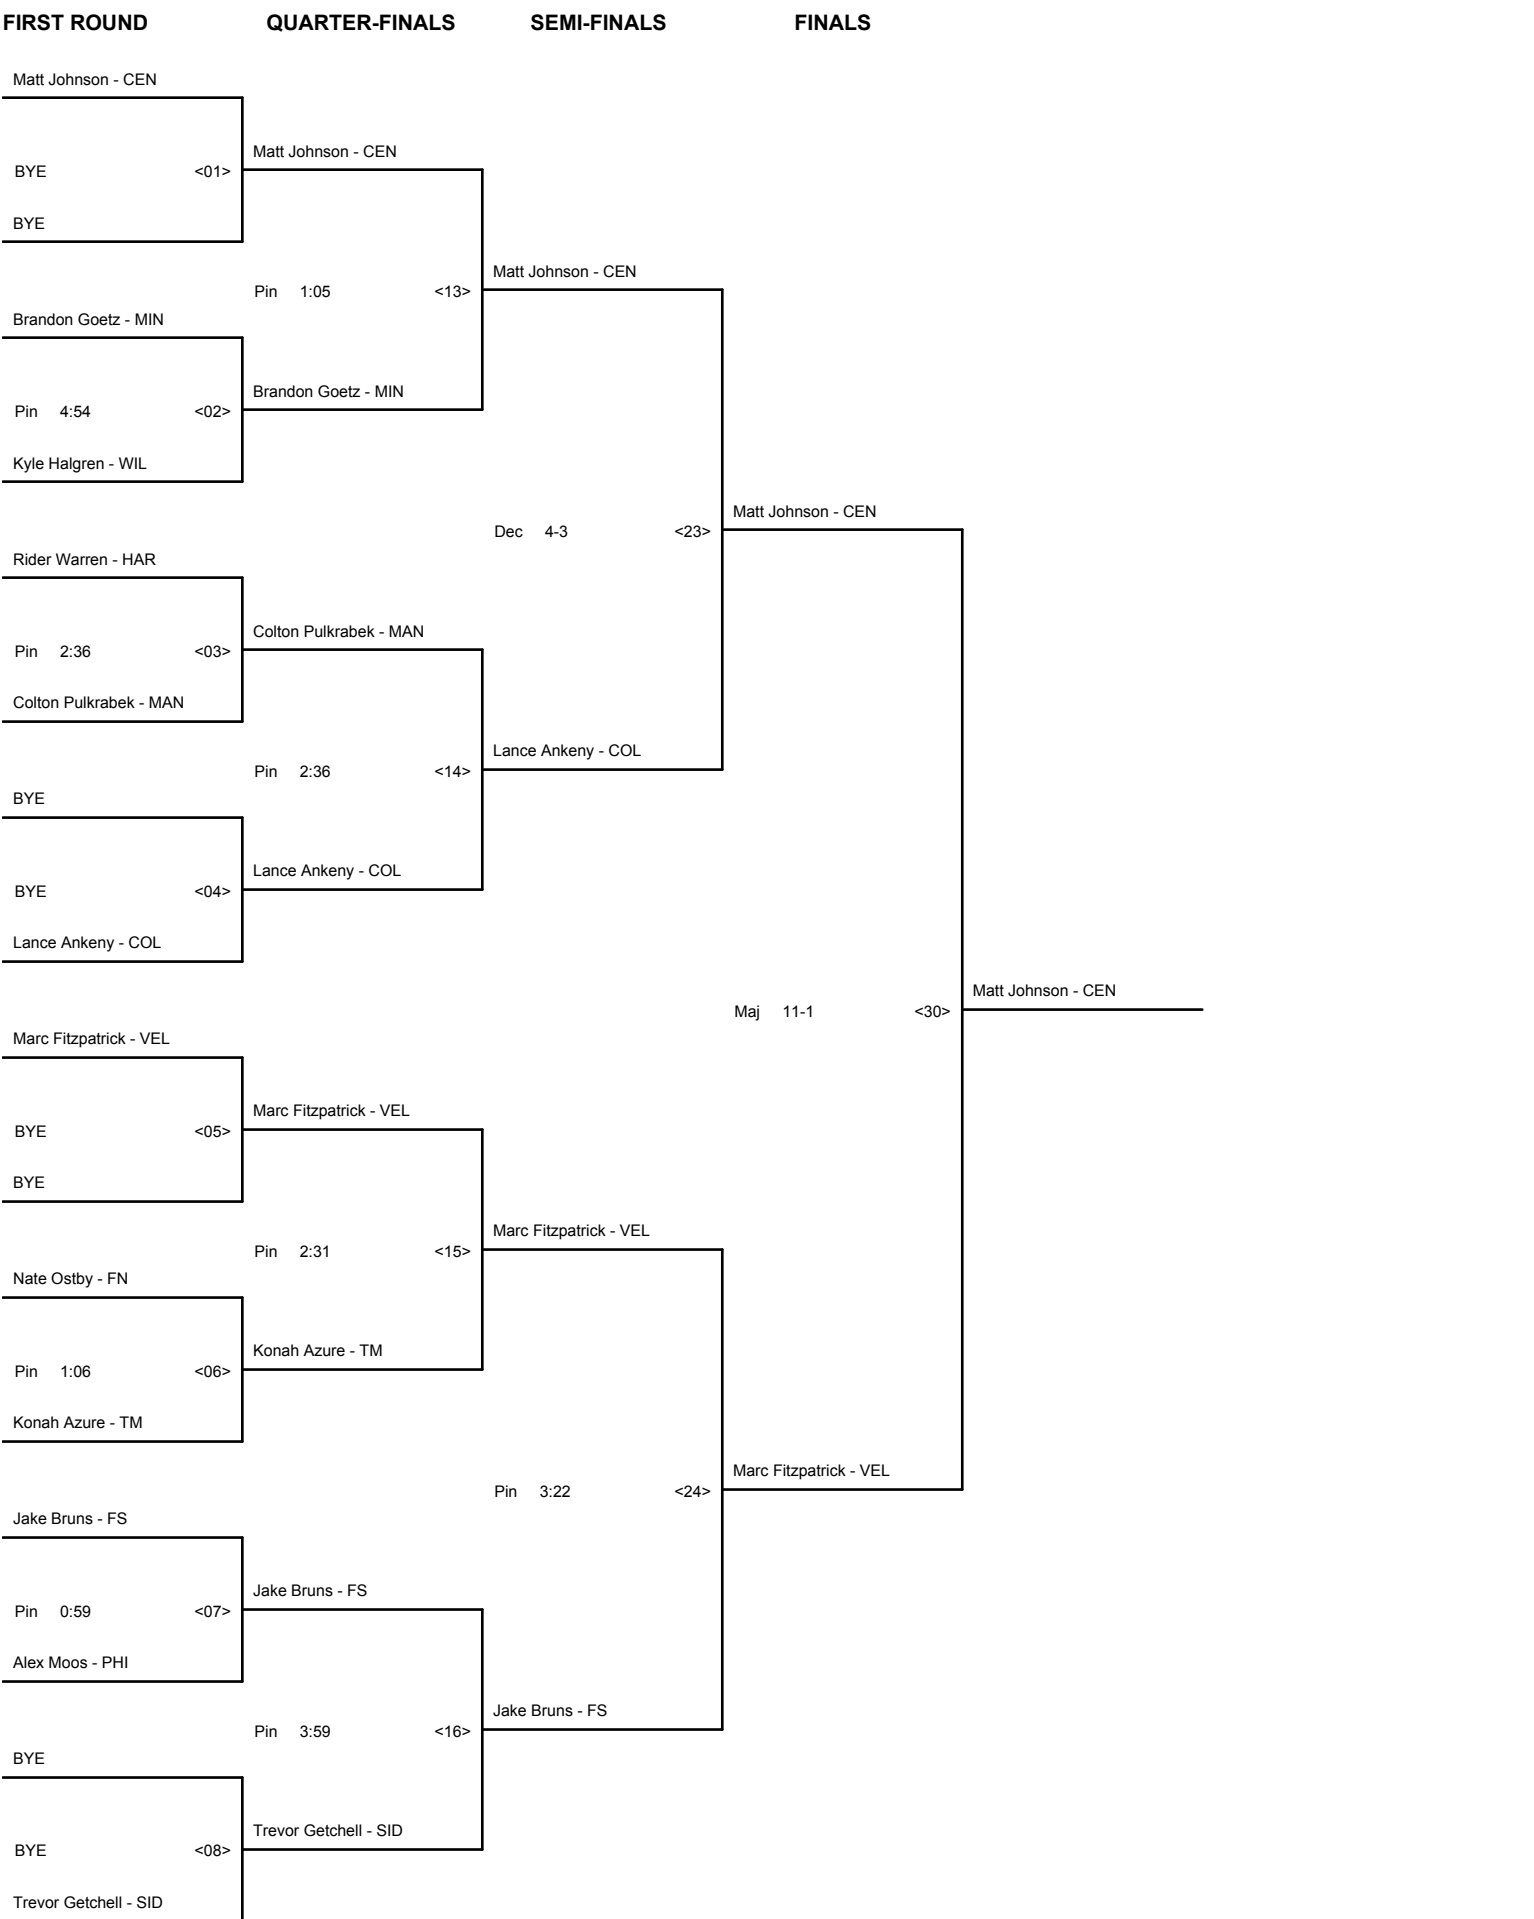 FIRST ROUND QUARTER-FINALS SEMI-FINALS FINALS
Matt Johnson - CEN
Matt Johnson - CEN
BYE <01>
BYE
Matt Johnson - CEN
Pin 1:05 <13>
Brandon Goetz - MIN
Brandon Goetz - MIN
Pin 4:54 <02>
Kyle Halgren - WIL
Matt Johnson - CEN
Dec 4-3 <23>
Rider Warren - HAR
Colton Pulkrabek - MAN
Pin 2:36 <03>
Colton Pulkrabek - MAN
Lance Ankeny - COL
Pin 2:36 <14>
BYE
Lance Ankeny - COL
BYE <04>
Lance Ankeny - COL
Matt Johnson - CEN
Maj 11-1 <30>
Marc Fitzpatrick - VEL
Marc Fitzpatrick - VEL
BYE <05>
BYE
Marc Fitzpatrick - VEL
Pin 2:31 <15>
Nate Ostby - FN
Konah Azure - TM
Pin 1:06 <06>
Konah Azure - TM
Marc Fitzpatrick - VEL
Pin 3:22 <24>
Jake Bruns - FS
Jake Bruns - FS
Pin 0:59 <07>
Alex Moos - PHI
Jake Bruns - FS
Pin 3:59 <16>
BYE
Trevor Getchell - SID
BYE <08>
Trevor Getchell - SID